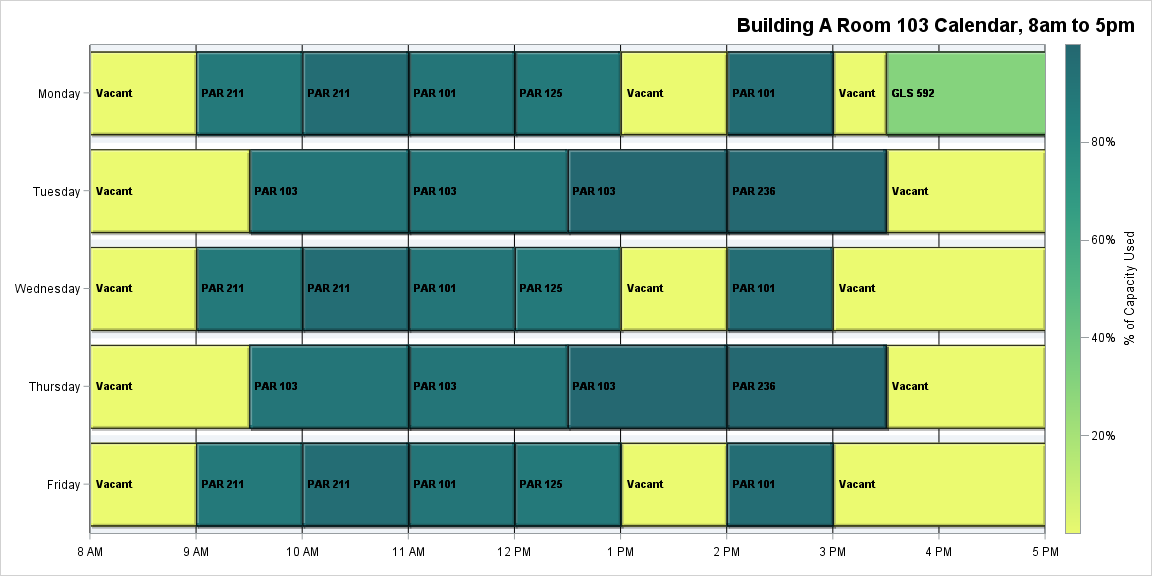 Building A Room 103 Calendar, 8am to 5pm
Monday
Vacant
PAR 211
PAR 211
PAR 101
PAR 125
Vacant
PAR 101
Vacant
GLS 592
Tuesday
Vacant
PAR 103
PAR 103
PAR 103
PAR 236
Vacant
Wednesday
Vacant
PAR 211
PAR 211
PAR 101
PAR 125
Vacant
PAR 101
Vacant
Thursday
Vacant
PAR 103
PAR 103
PAR 103
PAR 236
Vacant
Friday
Vacant
PAR 211
PAR 211
PAR 101
PAR 125
Vacant
PAR 101
Vacant
8 AM
9 AM
10 AM
11 AM
12 PM
1 PM
2 PM
3 PM
4 PM
5 PM
80%
60%
40%
20%
% of Capacity Used